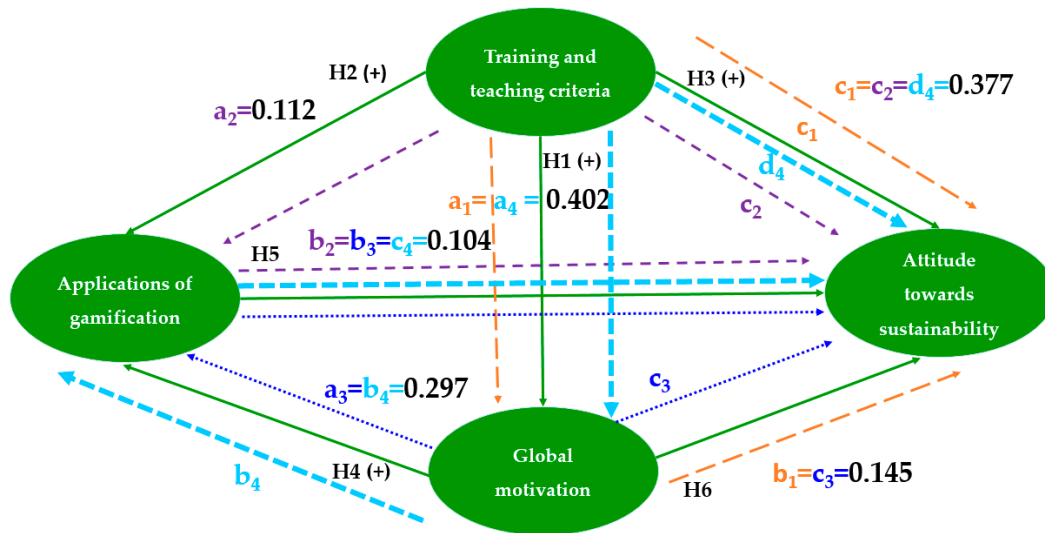 Training and
teaching criteria
H2 (+)
H3 (+)
c₁=c₂=d₄=0.377
a₂=0.112
c₁
d₄
H1 (+)
a₁= a₄ = 0.402
c₂
b₂=b₃=c₄=0.104
H5
Applications of
gamification
Attitude
towards
sustainability
a₃=b₄=0.297
c₃
Global
motivation
b₄
H4 (+)
H6
b₁=c₃=0.145